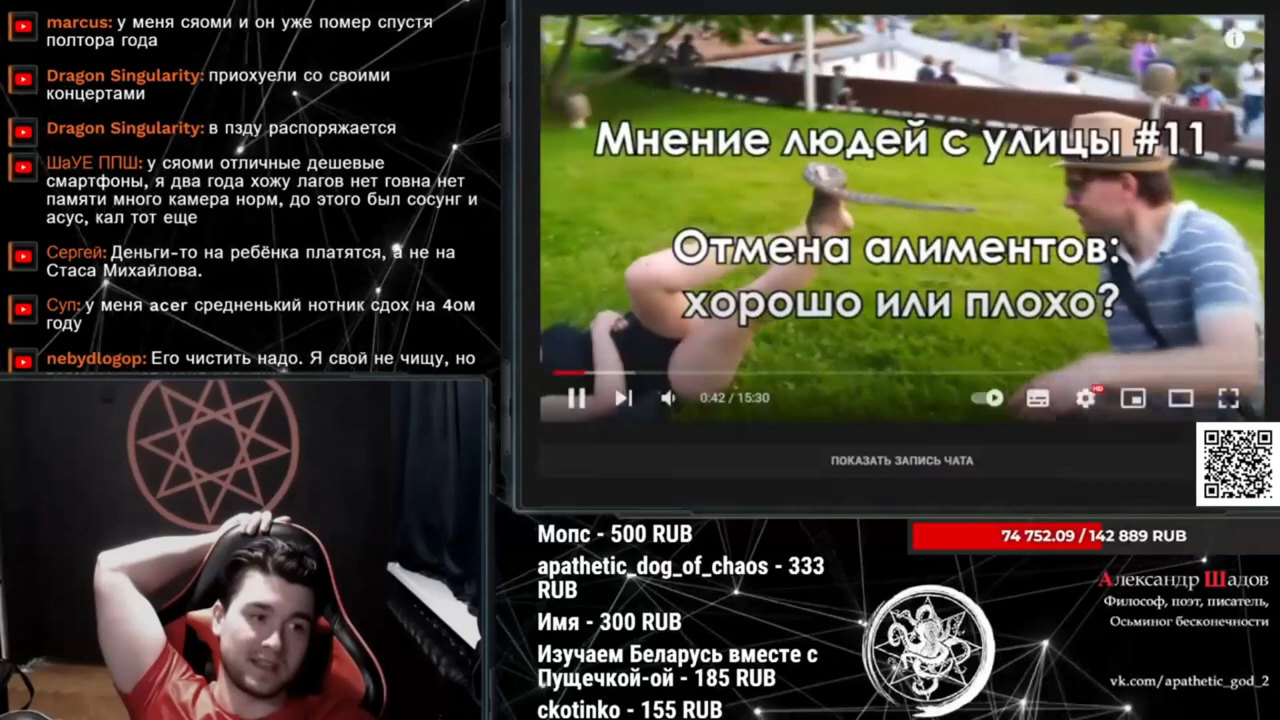 marcus: у меня сяоми и он уже помер спустя
полтора года
Dragon Singularity: приохуели со своими
концертами
Dragon Singularity: в пзду распоряжается
ШаУЕ ППШ: у сяоми отличные дешевые
смартфоны, я два года хожу лагов нет говна нет
памяти много камера норм, до этого был сосунг и
асус, кал тот еще
Сергей: Деньги-то на ребёнка платятся, а не на
Стаса Михайлова.
Суп: у меня acer средненький нотник сдох на 4ом
году
nebydlogop: Его чистить надо. Я свой не чищу, но
Мнение людей с улицы #11
Отмена алиментов:
хорошо или плохо?
0:42 / 15:30
HD
ПОКАЗАТЬ ЗАПИСЬ ЧАТА
Мопс - 500 RUB
apathetic_dog_of_chaos - 333
RUB
Имя - 300 RUB
Изучаем Беларусь вместе с
Пущечкой-ой - 185 RUB
ckotinko - 155 RUB
74 752.09 / 142 889 RUB
Александр Шадов
Философ, поэт, писатель,
Осьминог бесконечности
vk.com/apathetic_god_2